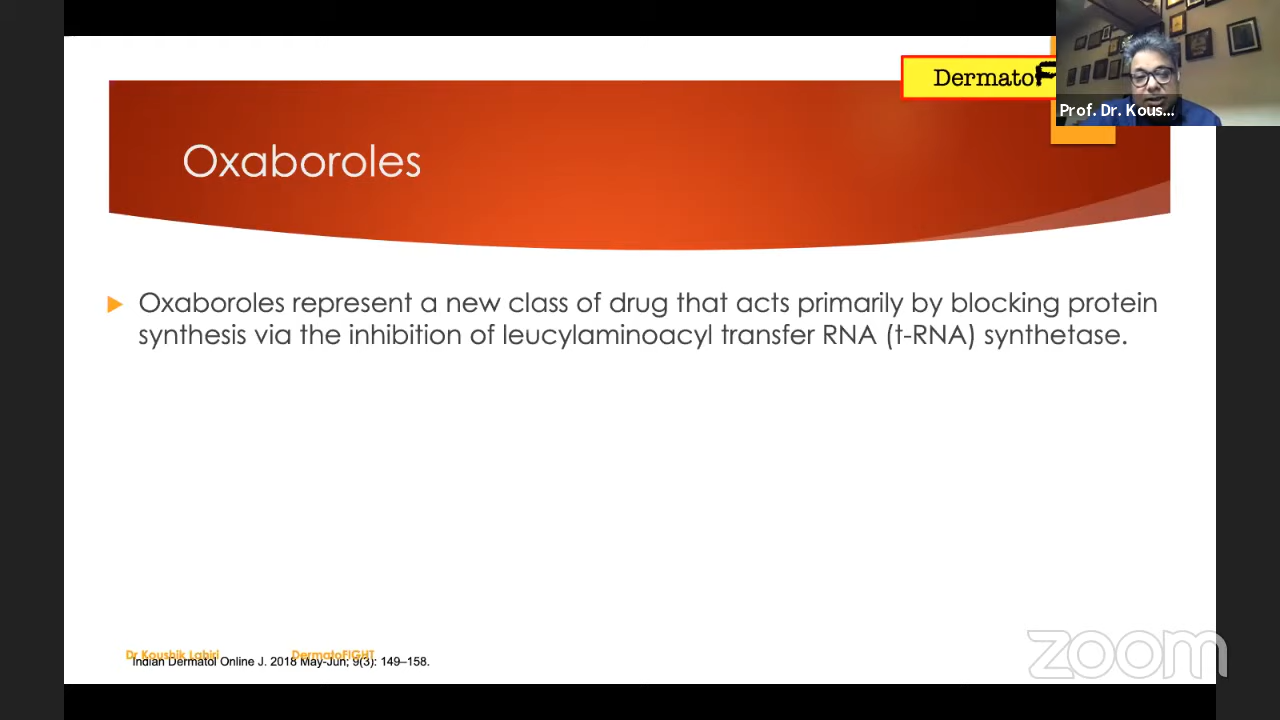 DermatoF
Prof. Dr. Kous...
Oxaboroles
Oxaboroles represent a new class of drug that acts primarily by blocking protein
synthesis via the inhibition of leucylaminoacyl transfer RNA (t-RNA) synthetase.
Dr Koushik Lahiri DermatoFIGHT
Indian Dermatol Online J. 2018 May-Jun; 9(3): 149–158.
zoom